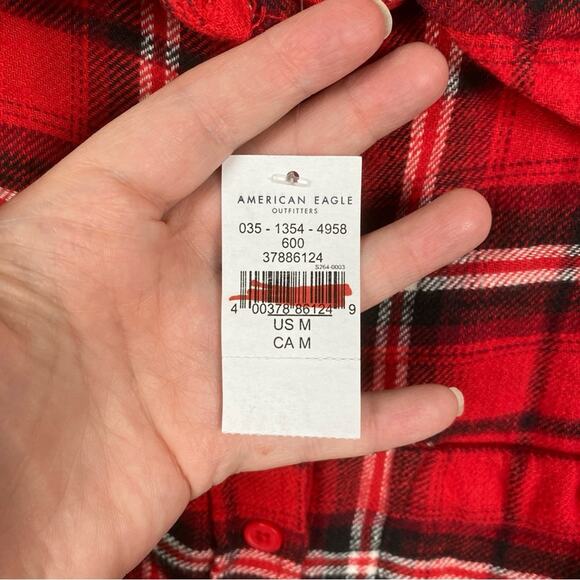 AMERICAN EAGLE
OUTFITTERS
035 - 1354 - 4958
600
37886124
S264-0003
4 00378 86124 9
US M
CA M